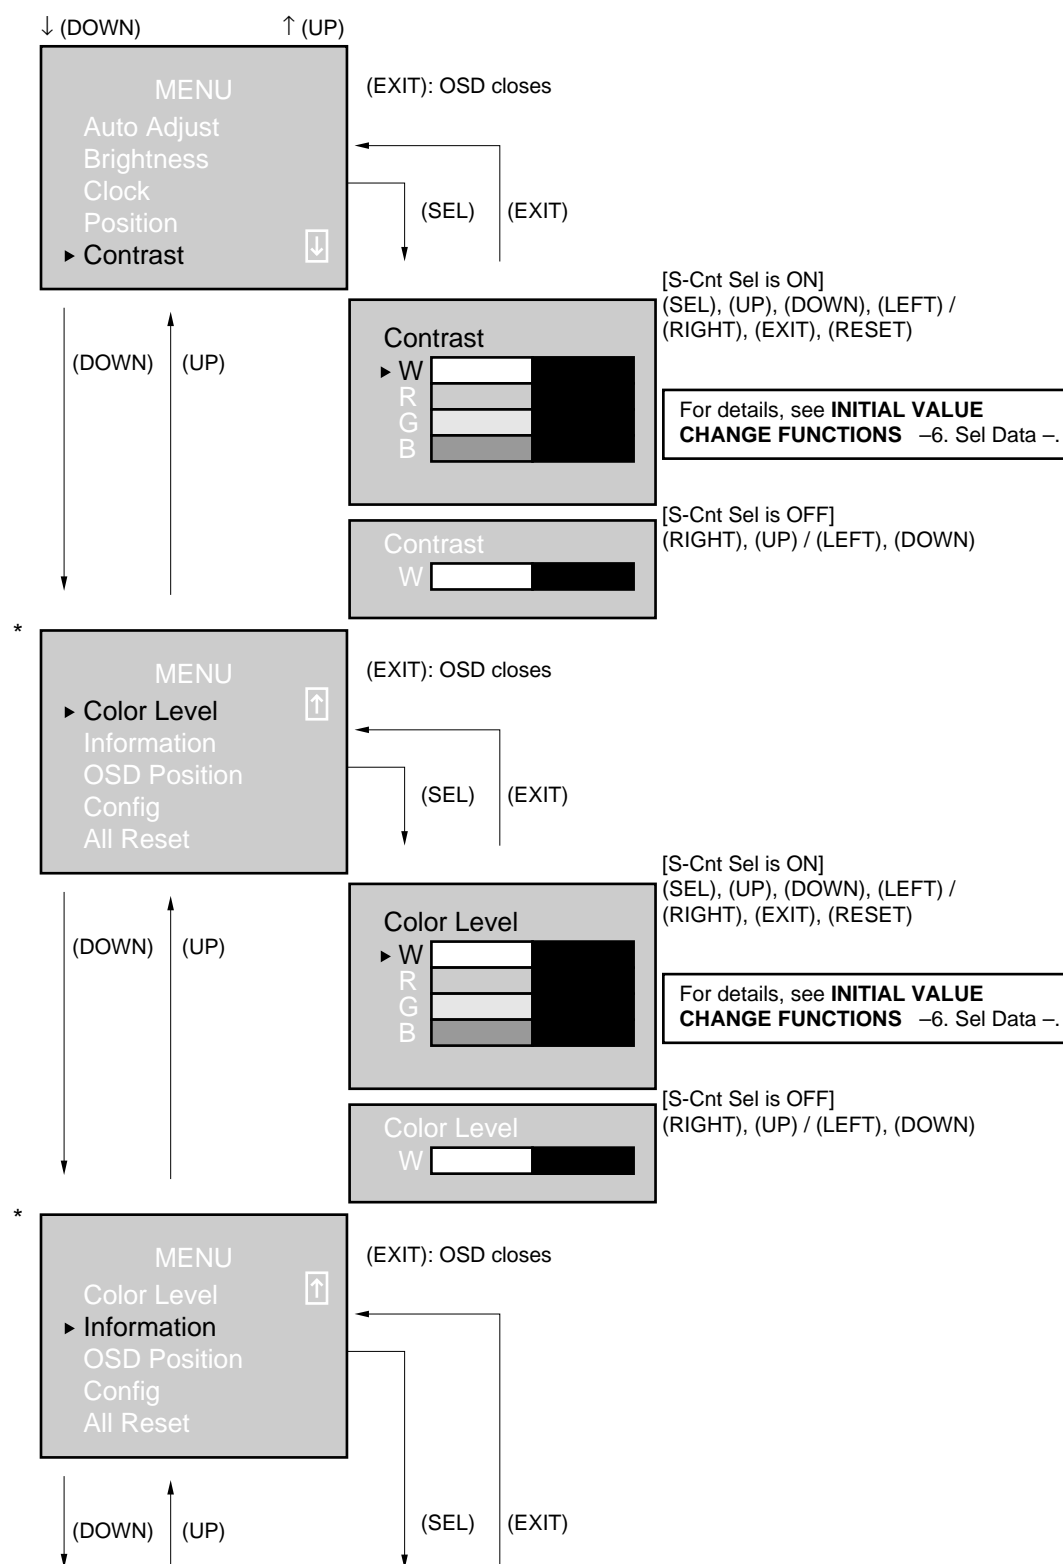 ↓ (DOWN) ↑ (UP)
MENU
Auto Adjust
Brightness
Clock
Position
▸ Contrast ↓
(EXIT): OSD closes
(SEL) (EXIT)
(DOWN) (UP)
Contrast
▸ W
R
G
B
[S-Cnt Sel is ON]
(SEL), (UP), (DOWN), (LEFT) /
(RIGHT), (EXIT), (RESET)
For details, see INITIAL VALUE
CHANGE FUNCTIONS –6. Sel Data –.
Contrast
W
[S-Cnt Sel is OFF]
(RIGHT), (UP) / (LEFT), (DOWN)
*
MENU
▸ Color Level ↑
Information
OSD Position
Config
All Reset
(EXIT): OSD closes
(SEL) (EXIT)
(DOWN) (UP)
Color Level
▸ W
R
G
B
[S-Cnt Sel is ON]
(SEL), (UP), (DOWN), (LEFT) /
(RIGHT), (EXIT), (RESET)
For details, see INITIAL VALUE
CHANGE FUNCTIONS –6. Sel Data –.
Color Level
W
[S-Cnt Sel is OFF]
(RIGHT), (UP) / (LEFT), (DOWN)
*
MENU
Color Level ↑
▸ Information
OSD Position
Config
All Reset
(EXIT): OSD closes
(DOWN) (UP) (SEL) (EXIT)